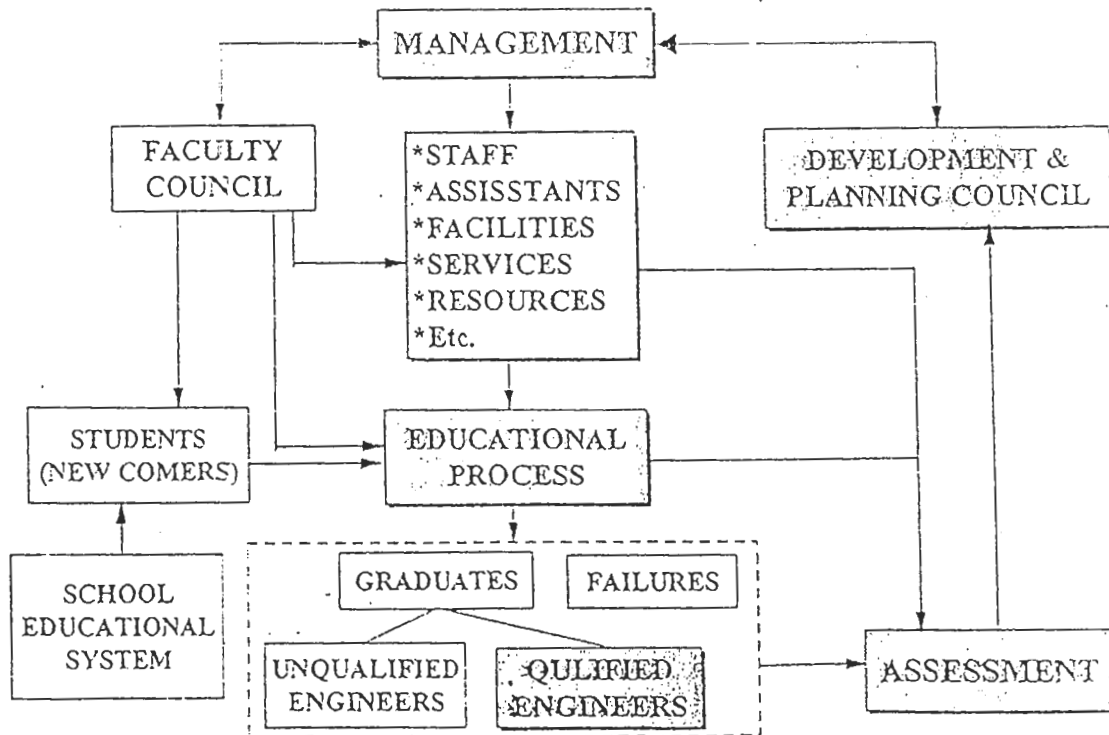 MANAGEMENT
FACULTY
COUNCIL
*STAFF
*ASSISSTANTS
*FACILITIES
*SERVICES
*RESOURCES
*Etc.
DEVELOPMENT &
PLANNING COUNCIL
STUDENTS
(NEW COMERS)
EDUCATIONAL
PROCESS
SCHOOL
EDUCATIONAL
SYSTEM
GRADUATES
FAILURES
UNQUALIFIED
ENGINEERS
QULIFIED
ENGINEERS
ASSESSMENT